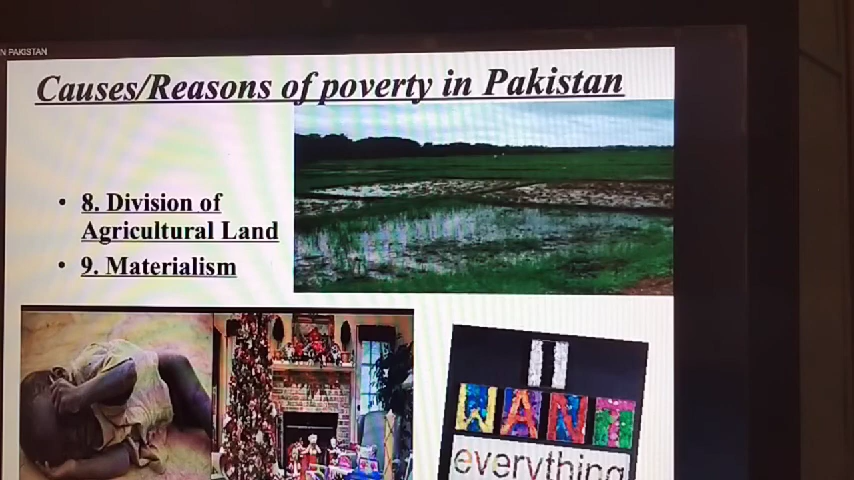 N PAKISTAN
Causes/Reasons of poverty in Pakistan
• 8. Division of
Agricultural Land
• 9. Materialism
I
WANT
everything